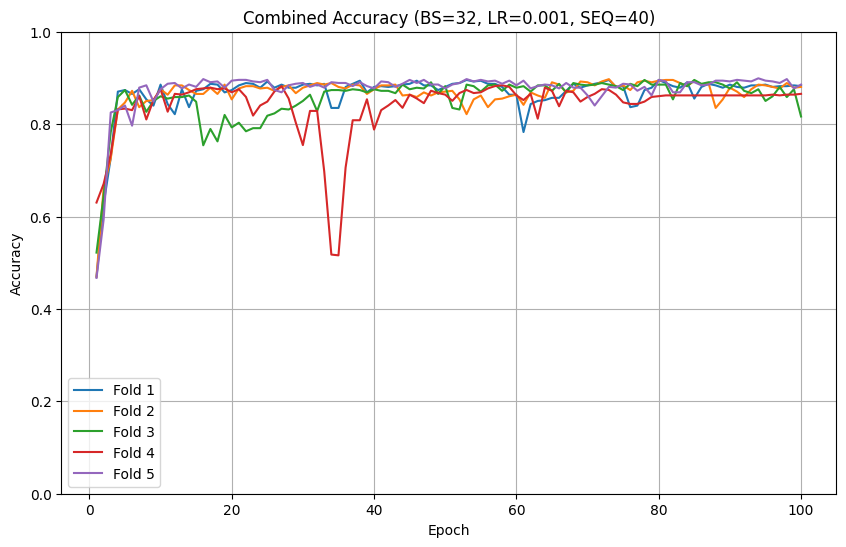 Combined Accuracy (BS=32, LR=0.001, SEQ=40)
1.0
0.8
0.6
0.4
0.2
0.0
Accuracy
Fold 1
Fold 2
Fold 3
Fold 4
Fold 5
0 20 40 60 80 100
Epoch